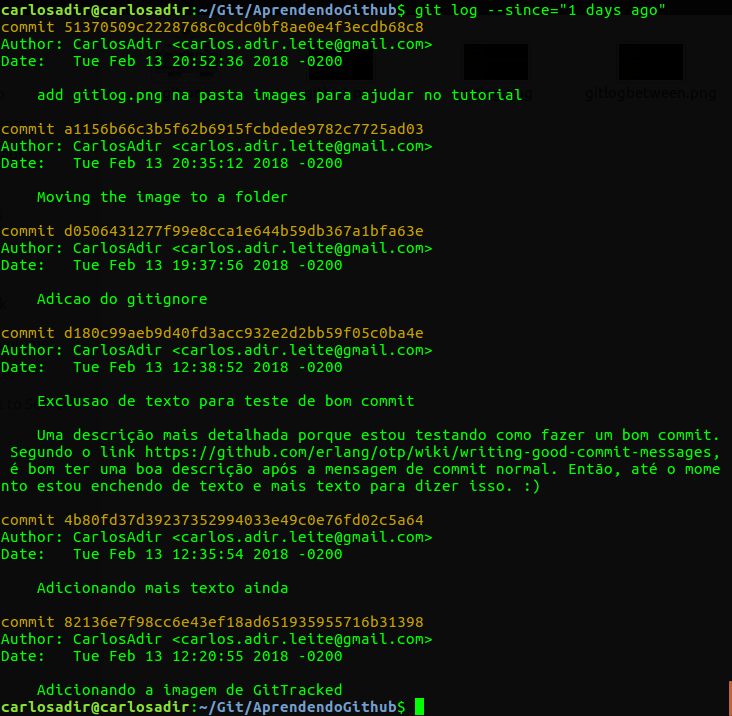 carlosadir@carlosadir:~/Git/AprendendoGithub$ git log --since="1 days ago"
commit 51370509c2228768c0cdc0bf8ae0e4f3ecdb68c8
Author: CarlosAdir <carlos.adir.leite@gmail.com>
Date:   Tue Feb 13 20:52:36 2018 -0200
    add gitlog.png na pasta images para ajudar no tutorial
gitlogbetween.png
commit a1156b66c3b5f62b6915fcbdede9782c7725ad03
Author: CarlosAdir <carlos.adir.leite@gmail.com>
Date:   Tue Feb 13 20:35:12 2018 -0200
    Moving the image to a folder
commit d0506431277f99e8cca1e644b59db367a1bfa63e
Author: CarlosAdir <carlos.adir.leite@gmail.com>
Date:   Tue Feb 13 19:37:56 2018 -0200
    Adicao do gitignore
commit d180c99aeb9d40fd3acc932e2d2bb59f05c0ba4e
Author: CarlosAdir <carlos.adir.leite@gmail.com>
Date:   Tue Feb 13 12:38:52 2018 -0200
    Exclusao de texto para teste de bom commit
    Uma descrição mais detalhada porque estou testando como fazer um bom commit.
 Segundo o link https://github.com/erlang/otp/wiki/writing-good-commit-messages,
 é bom ter uma boa descrição após a mensagem de commit normal. Então, até o mome
nto estou enchendo de texto e mais texto para dizer isso. :)
commit 4b80fd37d39237352994033e49c0e76fd02c5a64
Author: CarlosAdir <carlos.adir.leite@gmail.com>
Date:   Tue Feb 13 12:35:54 2018 -0200
    Adicionando mais texto ainda
commit 82136e7f98cc6e43ef18ad651935955716b31398
Author: CarlosAdir <carlos.adir.leite@gmail.com>
Date:   Tue Feb 13 12:20:55 2018 -0200
    Adicionando a imagem de GitTracked
carlosadir@carlosadir:~/Git/AprendendoGithub$